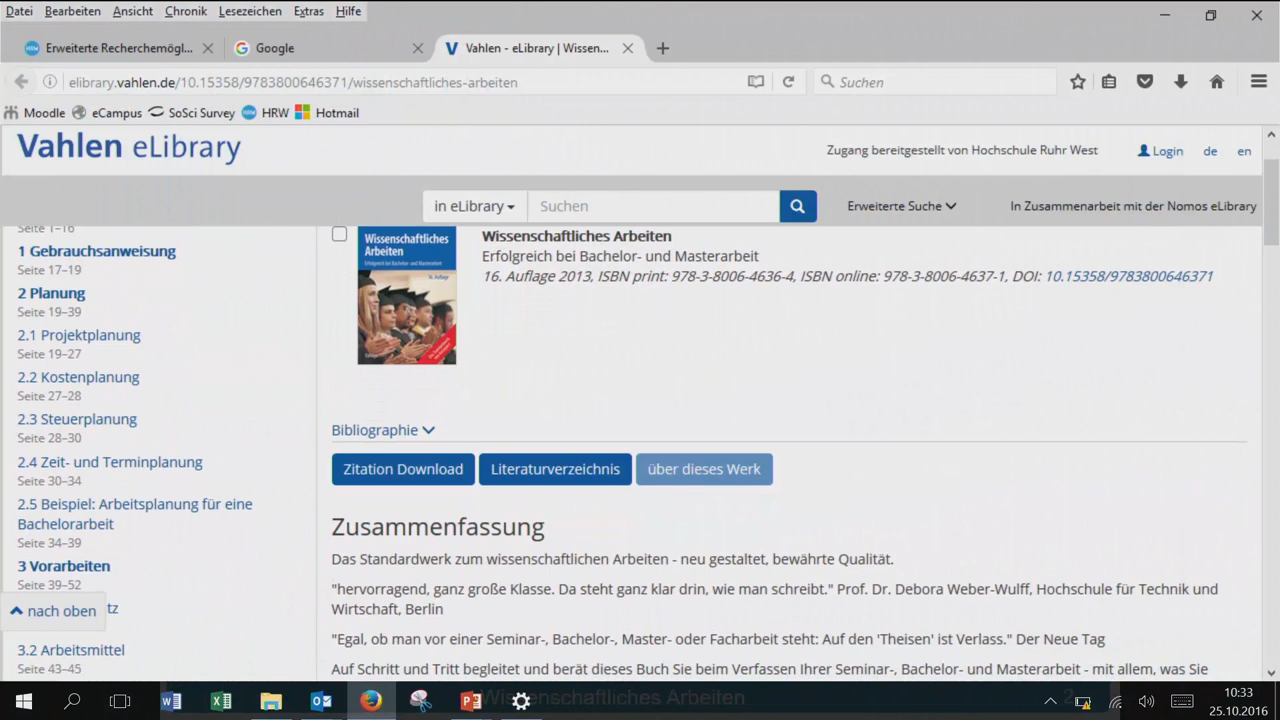 Datei Bearbeiten Ansicht Chronik Lesezeichen Extras Hilfe
Erweiterte Recherchemögl... Google Vahlen - eLibrary | Wissen...
elibrary.vahlen.de/10.15358/9783800646371/wissenschaftliches-arbeiten
Suchen
Moodle eCampus SoSci Survey HRW Hotmail
Vahlen eLibrary
Zugang bereitgestellt von Hochschule Ruhr West Login de en
in eLibrary Suchen Erweiterte Suche In Zusammenarbeit mit der Nomos eLibrary
Seite 1–16
1 Gebrauchsanweisung
Seite 17–19
2 Planung
Seite 19–39
2.1 Projektplanung
Seite 19–27
2.2 Kostenplanung
Seite 27–28
2.3 Steuerplanung
Seite 28–30
2.4 Zeit- und Terminplanung
Seite 30–34
2.5 Beispiel: Arbeitsplanung für eine
Bachelorarbeit
Seite 34–39
3 Vorarbeiten
Seite 39–52
nach oben tz
3.2 Arbeitsmittel
Seite 43–45
Wissenschaftliches
Arbeiten
Erfolgreich bei Bachelor- und Masterarbeit
16. Auflage
Wissenschaftliches Arbeiten
Erfolgreich bei Bachelor- und Masterarbeit
16. Auflage 2013, ISBN print: 978-3-8006-4636-4, ISBN online: 978-3-8006-4637-1, DOI: 10.15358/9783800646371
Bibliographie
Zitation Download Literaturverzeichnis über dieses Werk
Zusammenfassung
Das Standardwerk zum wissenschaftlichen Arbeiten - neu gestaltet, bewährte Qualität.
"hervorragend, ganz große Klasse. Da steht ganz klar drin, wie man schreibt." Prof. Dr. Debora Weber-Wulff, Hochschule für Technik und
Wirtschaft, Berlin
"Egal, ob man vor einer Seminar-, Bachelor-, Master- oder Facharbeit steht: Auf den 'Theisen' ist Verlass." Der Neue Tag
Auf Schritt und Tritt begleitet und berät dieses Buch Sie beim Verfassen Ihrer Seminar-, Bachelor- und Masterarbeit - mit allem, was Sie
Wissenschaftliches Arbeiten 2
10:33
25.10.2016